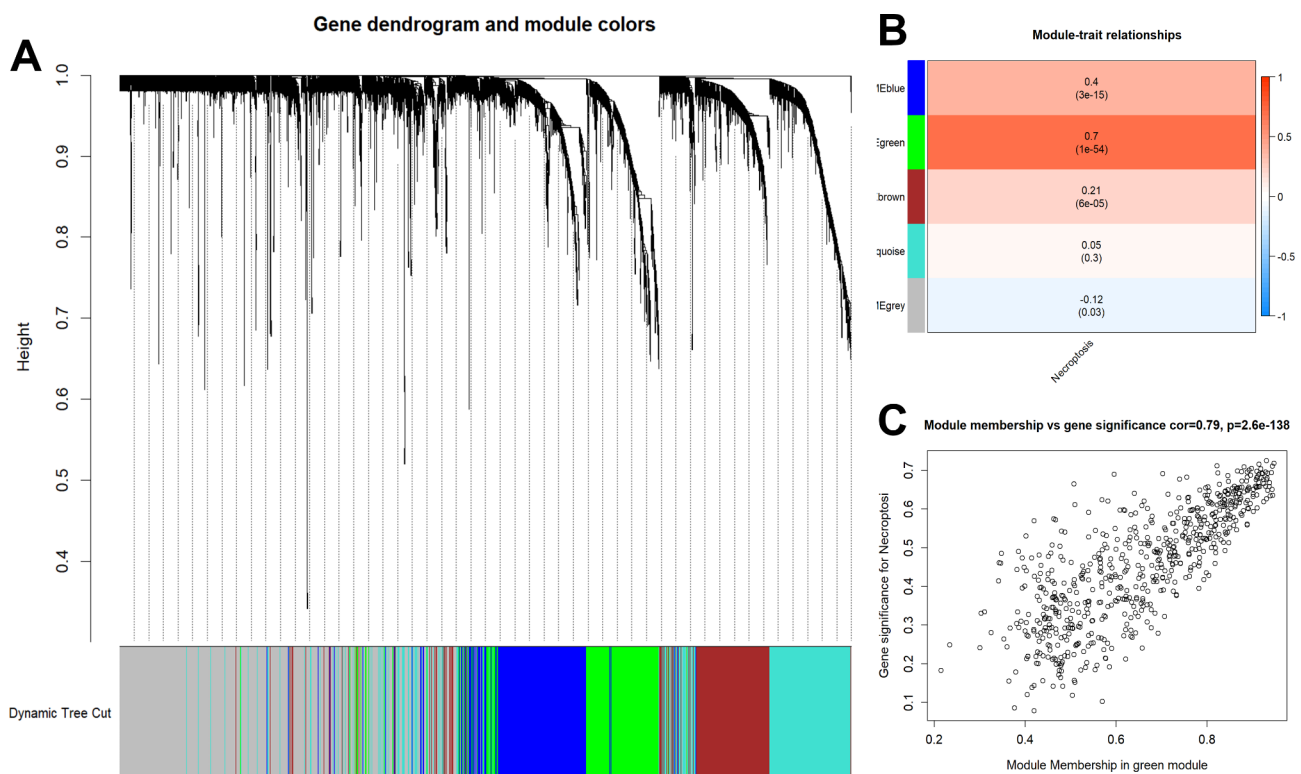 A
Gene dendrogram and module colors
Height
1.0
0.9
0.8
0.7
0.6
0.5
0.4
Dynamic Tree Cut
B
Module-trait relationships
MEblue
0.4
(3e-15)
green
0.7
(1e-54)
brown
0.21
(6e-05)
quoise
0.05
(0.3)
MEgrey
-0.12
(0.03)
Necroptosis
1
0.5
0
-0.5
-1
C
Module membership vs gene significance cor=0.79, p=2.6e-138
Gene significance for Necroptosi
0.7
0.6
0.5
0.4
0.3
0.2
0.1
0.2
0.4
0.6
0.8
Module Membership in green module